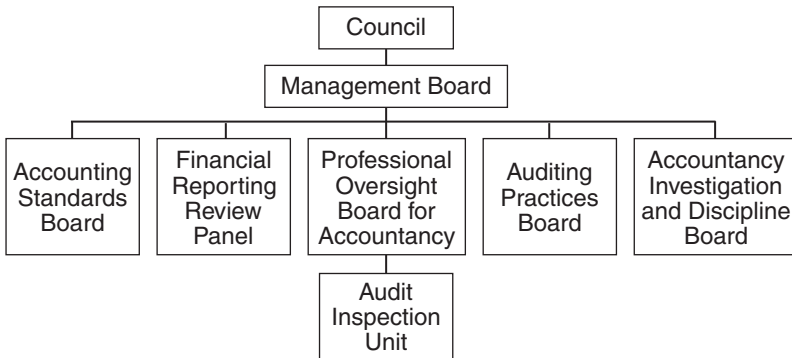 Council
Management Board
Accounting
Standards
Board
Financial
Reporting
Review
Panel
Professional
Oversight
Board for
Accountancy
Auditing
Practices
Board
Accountancy
Investigation
and Discipline
Board
Audit
Inspection
Unit